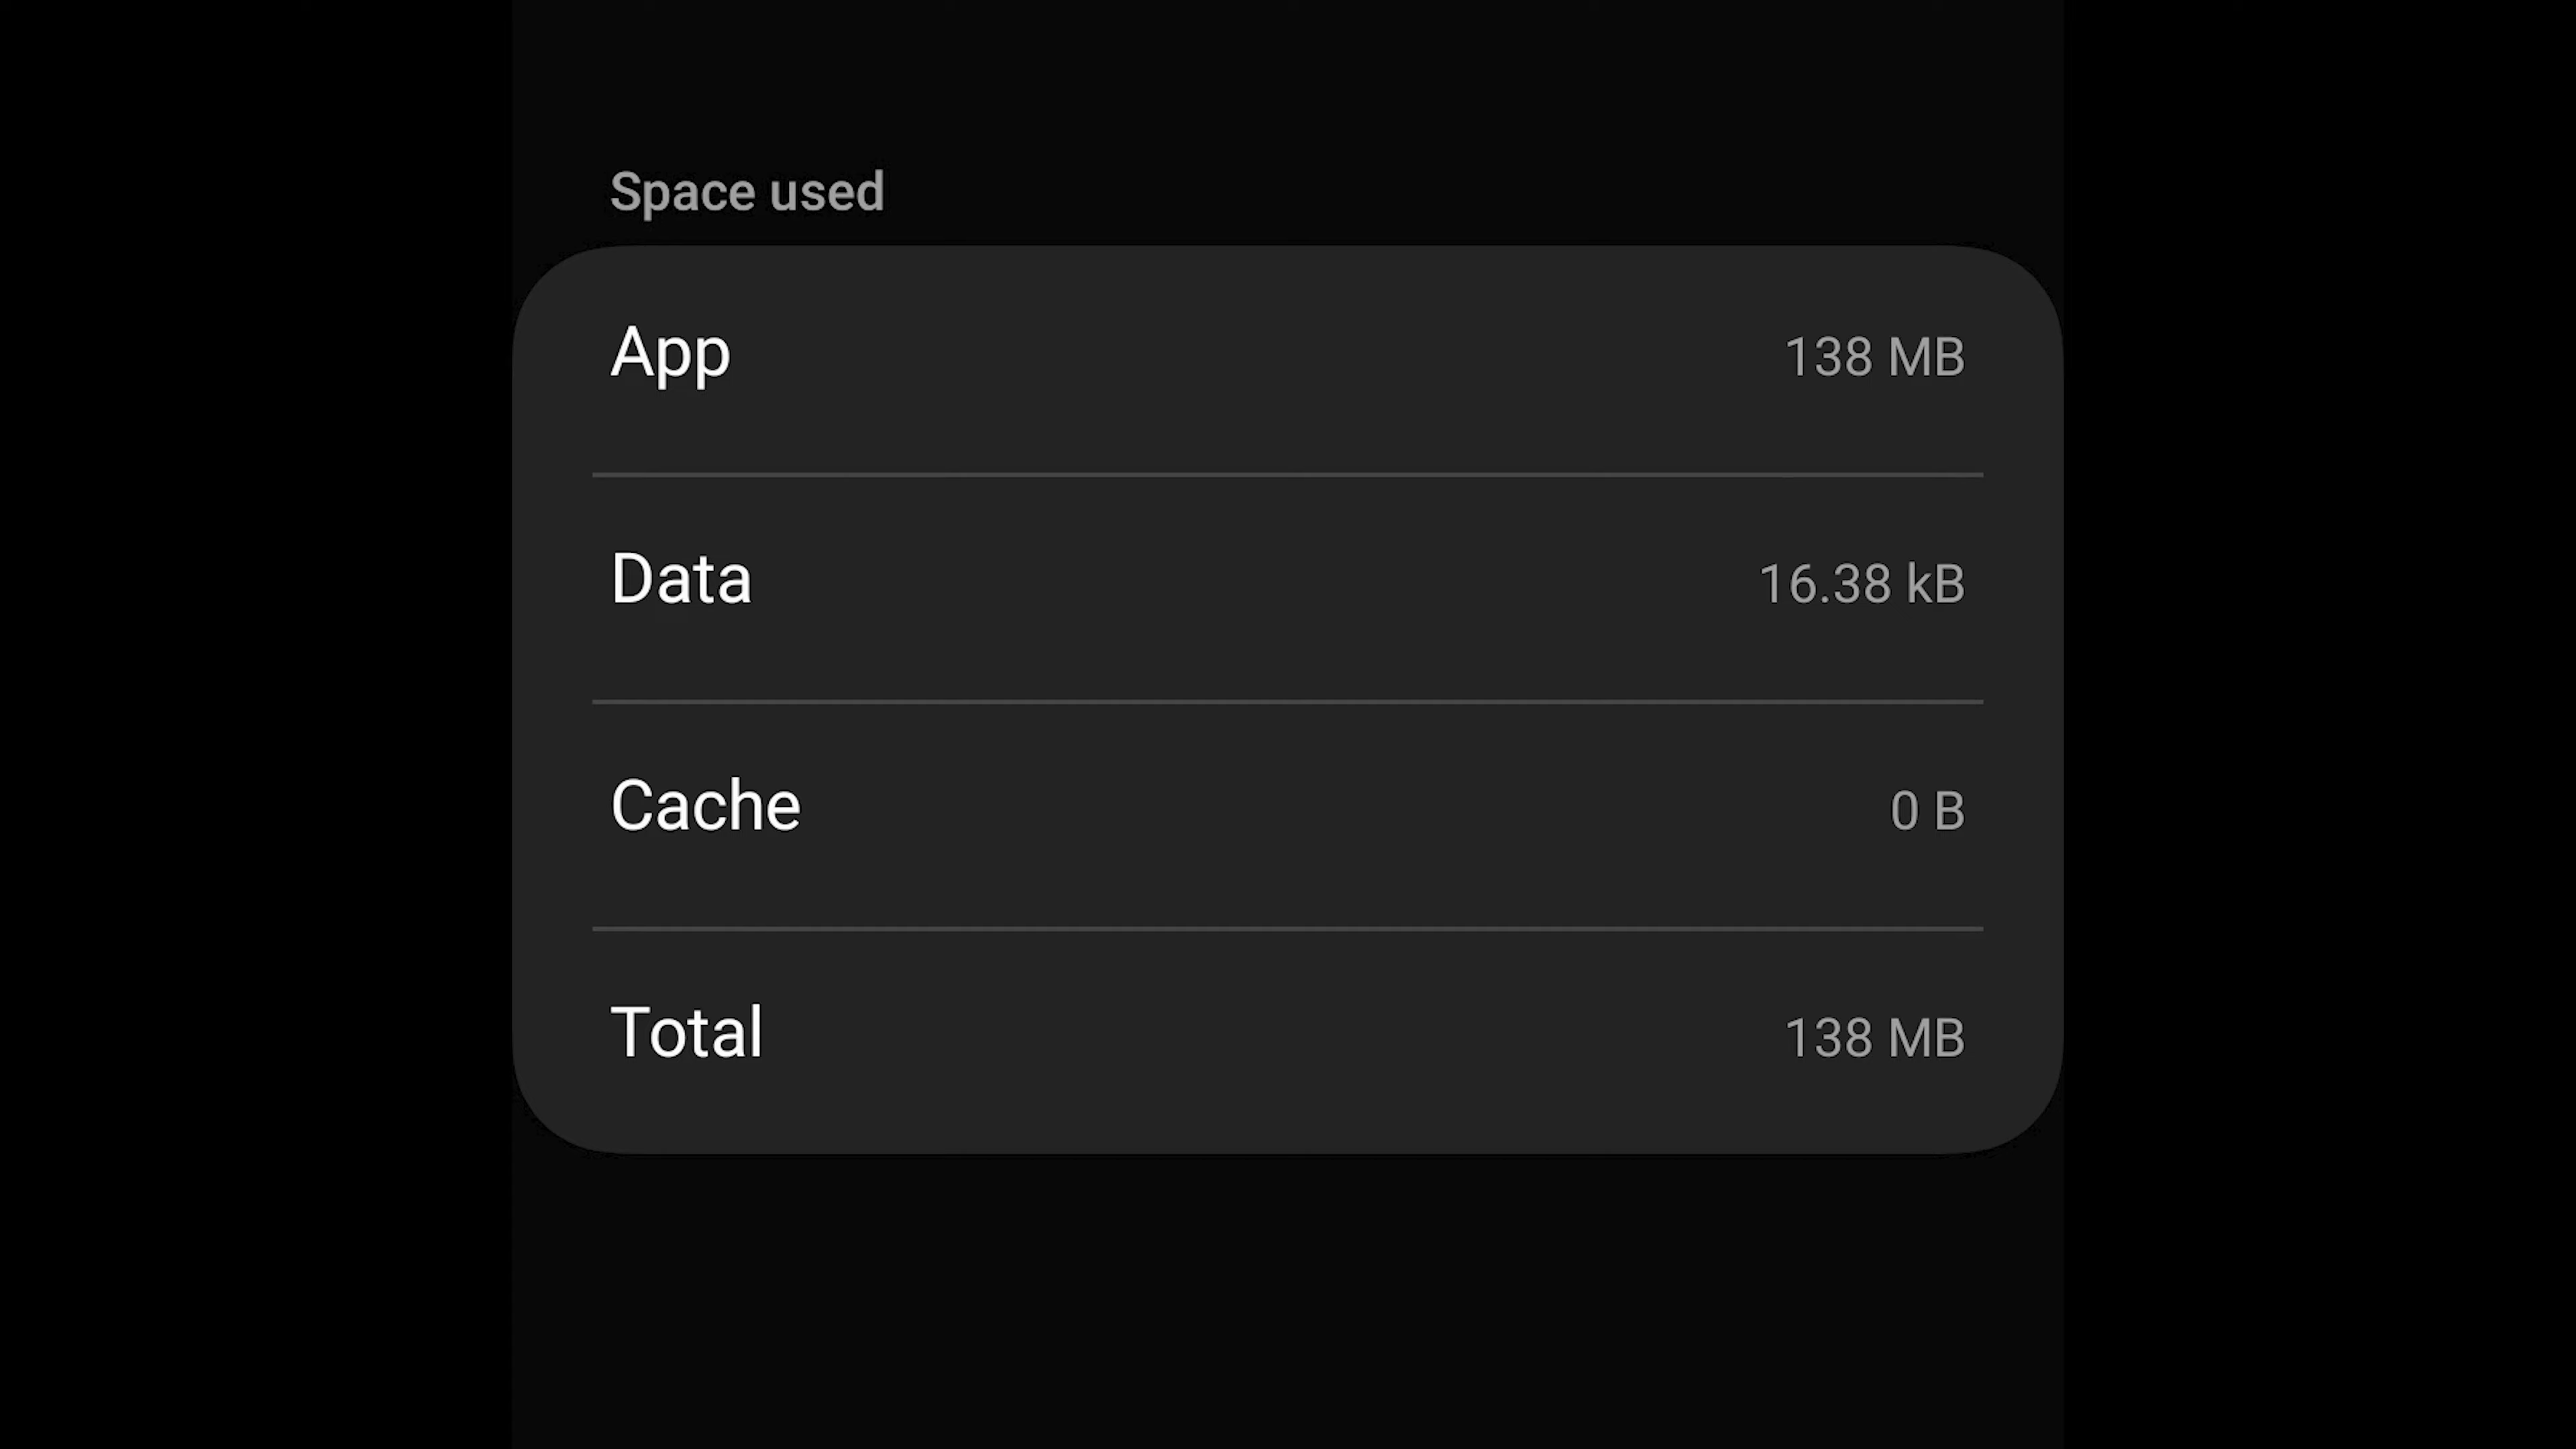 Space used
App 138 MB
Data 16.38 kB
Cache 0 B
Total 138 MB